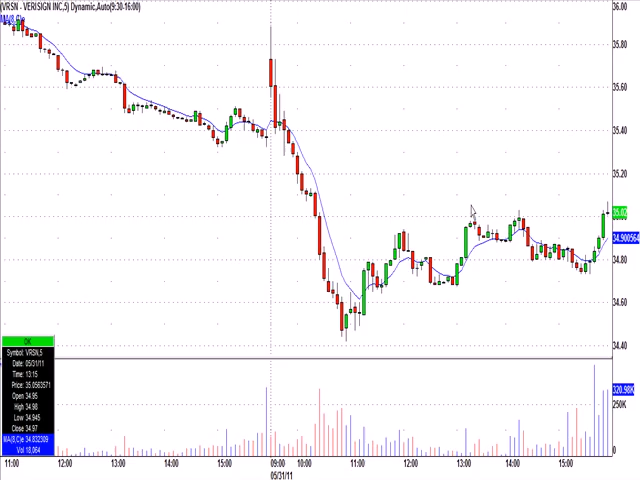 (VRSN - VERISIGN INC,5) Dynamic,Auto(9:30-16:00)
36.00
35.80
35.60
35.40
35.20
35.02
34.900564
34.80
34.60
34.40
OK
Symbol: VRSN,5
Date: 05/31/11
Time: 13:15
Price: 35.0563571
Open 34.95
High 34.98
Low 34.945
Close 34.97
MA(8,Clo 34.832309
Vol 18,064
320.98K
250K
0
11:00 12:00 13:00 14:00 15:00 09:00 10:00 11:00 12:00 13:00 14:00 15:00
05/31/11